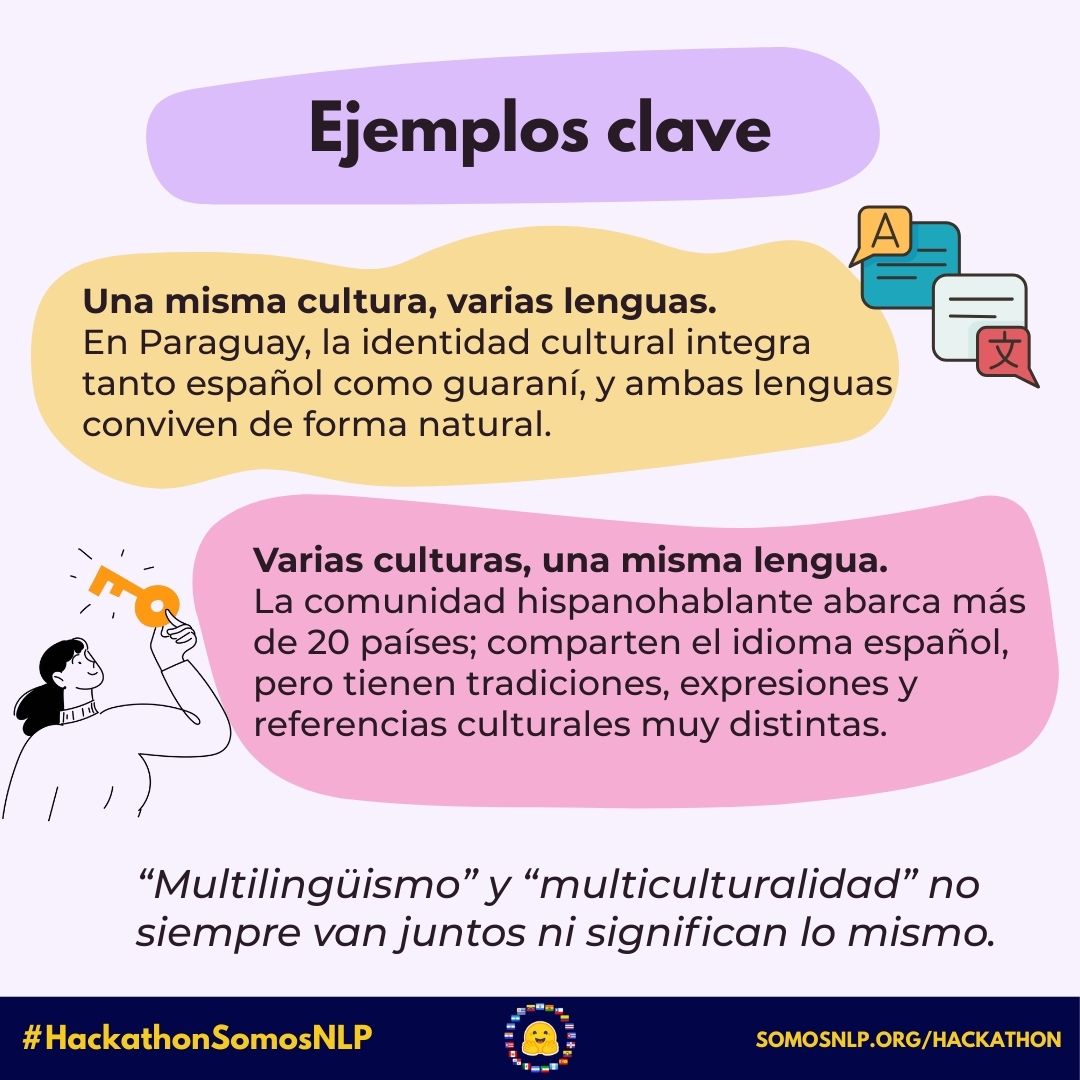 Ejemplos clave
A
文
Una misma cultura, varias lenguas.
En Paraguay, la identidad cultural integra
tanto español como guaraní, y ambas lenguas
conviven de forma natural.
Varias culturas, una misma lengua.
La comunidad hispanohablante abarca más
de 20 países; comparten el idioma español,
pero tienen tradiciones, expresiones y
referencias culturales muy distintas.
“Multilingüismo” y “multiculturalidad” no
siempre van juntos ni significan lo mismo.
#HackathonSomosNLP
SOMOSNLP.ORG/HACKATHON